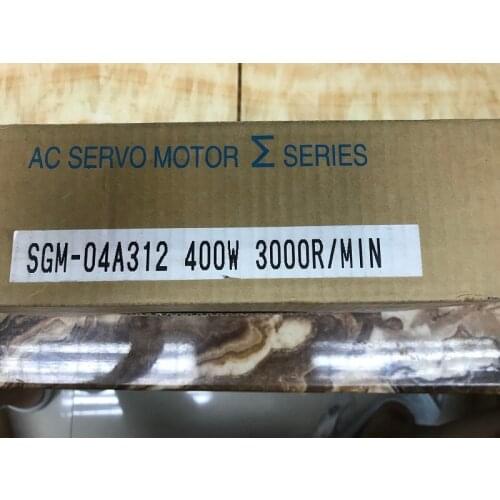 AC SERVO MOTOR Σ SERIES
SGM-04A312 400W 3000R/MIN